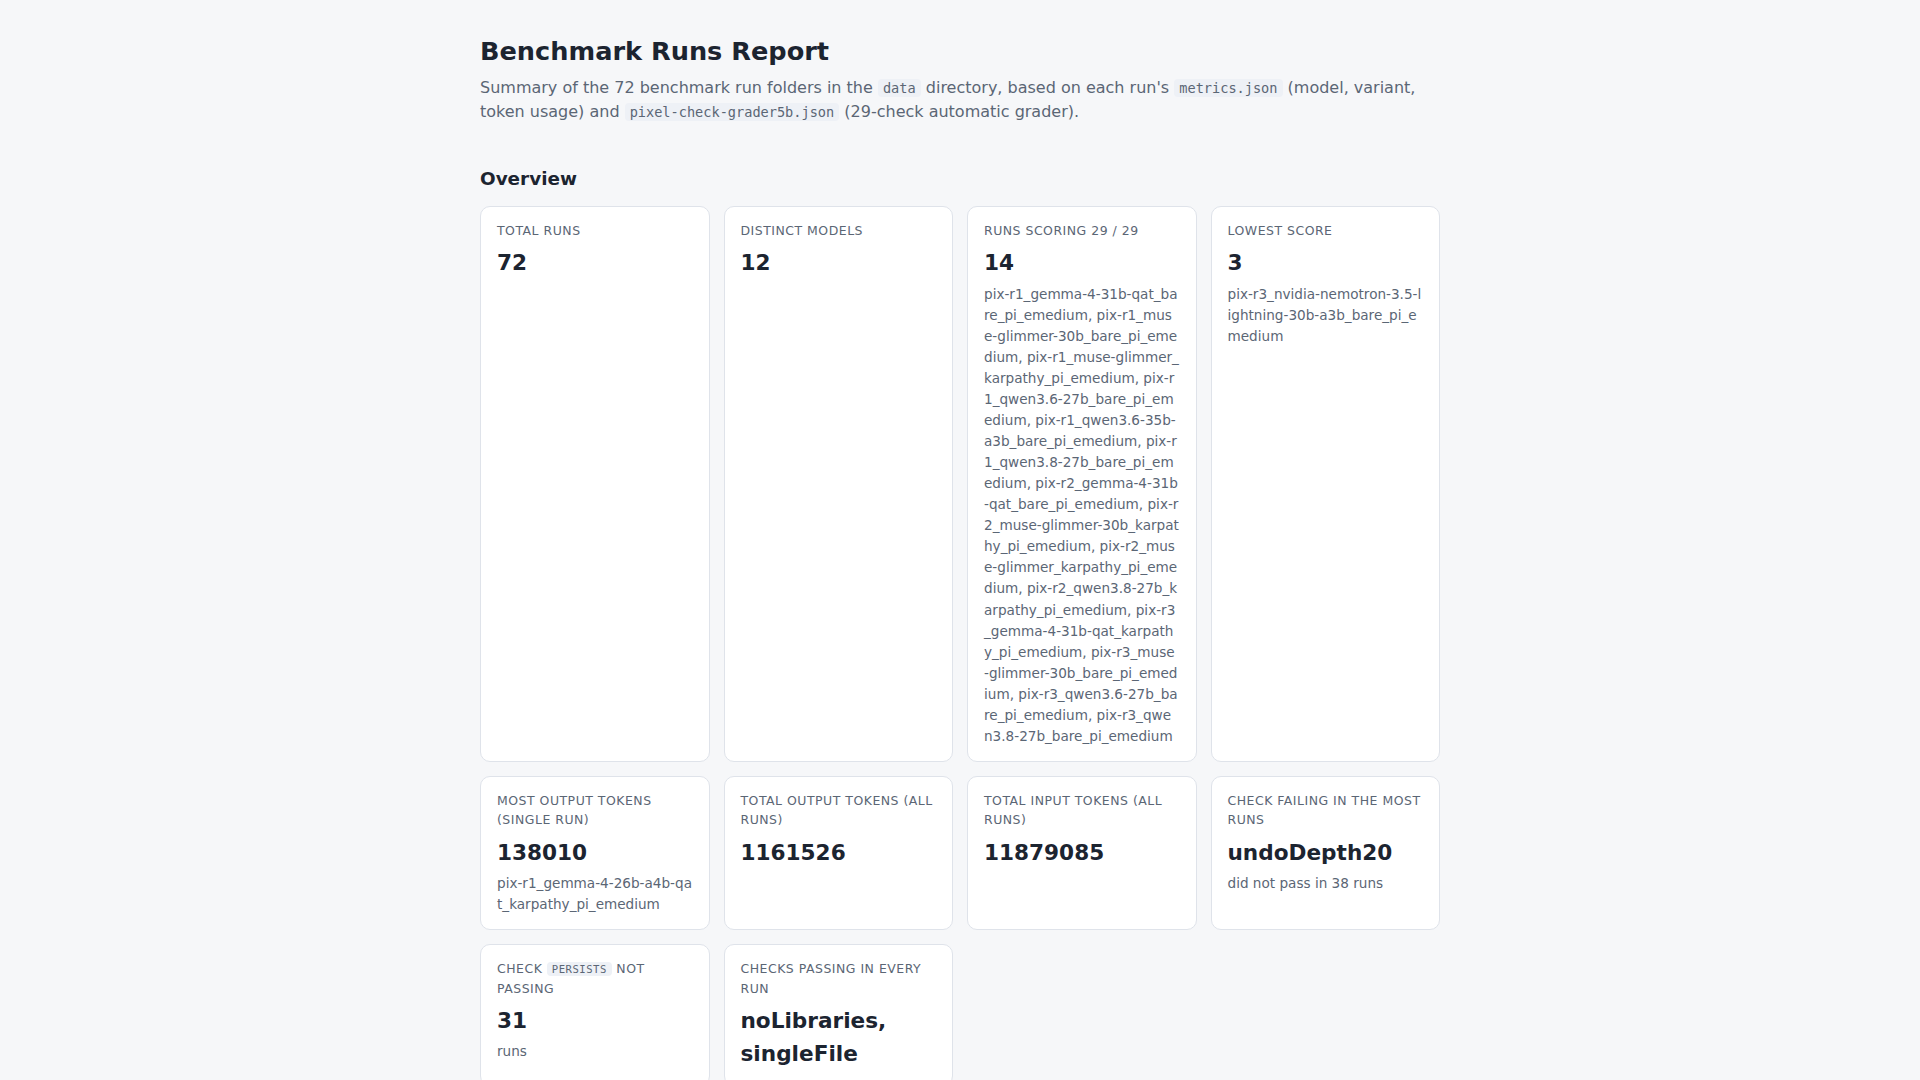 Benchmark Runs Report
Summary of the 72 benchmark run folders in the data directory, based on each run's metrics.json (model, variant,
token usage) and pixel-check-grader5b.json (29-check automatic grader).
Overview
TOTAL RUNS
72
DISTINCT MODELS
12
RUNS SCORING 29 / 29
14
pix-r1_gemma-4-31b-qat_ba
re_pi_emedium, pix-r1_mus
e-glimmer-30b_bare_pi_eme
dium, pix-r1_muse-glimmer_
karpathy_pi_emedium, pix-r
1_qwen3.6-27b_bare_pi_em
edium, pix-r1_qwen3.6-35b-
a3b_bare_pi_emedium, pix-r
1_qwen3.8-27b_bare_pi_em
edium, pix-r2_gemma-4-31b
-qat_bare_pi_emedium, pix-r
2_muse-glimmer-30b_karpat
hy_pi_emedium, pix-r2_mus
e-glimmer_karpathy_pi_eme
dium, pix-r2_qwen3.8-27b_k
arpathy_pi_emedium, pix-r3
_gemma-4-31b-qat_karpath
y_pi_emedium, pix-r3_muse
-glimmer-30b_bare_pi_emed
ium, pix-r3_qwen3.6-27b_ba
re_pi_emedium, pix-r3_qwe
n3.8-27b_bare_pi_emedium
LOWEST SCORE
3
pix-r3_nvidia-nemotron-3.5-l
ightning-30b-a3b_bare_pi_e
medium
MOST OUTPUT TOKENS
(SINGLE RUN)
138010
pix-r1_gemma-4-26b-a4b-qa
t_karpathy_pi_emedium
TOTAL OUTPUT TOKENS (ALL
RUNS)
1161526
TOTAL INPUT TOKENS (ALL
RUNS)
11879085
CHECK FAILING IN THE MOST
RUNS
undoDepth20
did not pass in 38 runs
CHECK PERSISTS NOT
PASSING
31
runs
CHECKS PASSING IN EVERY
RUN
noLibraries,
singleFile